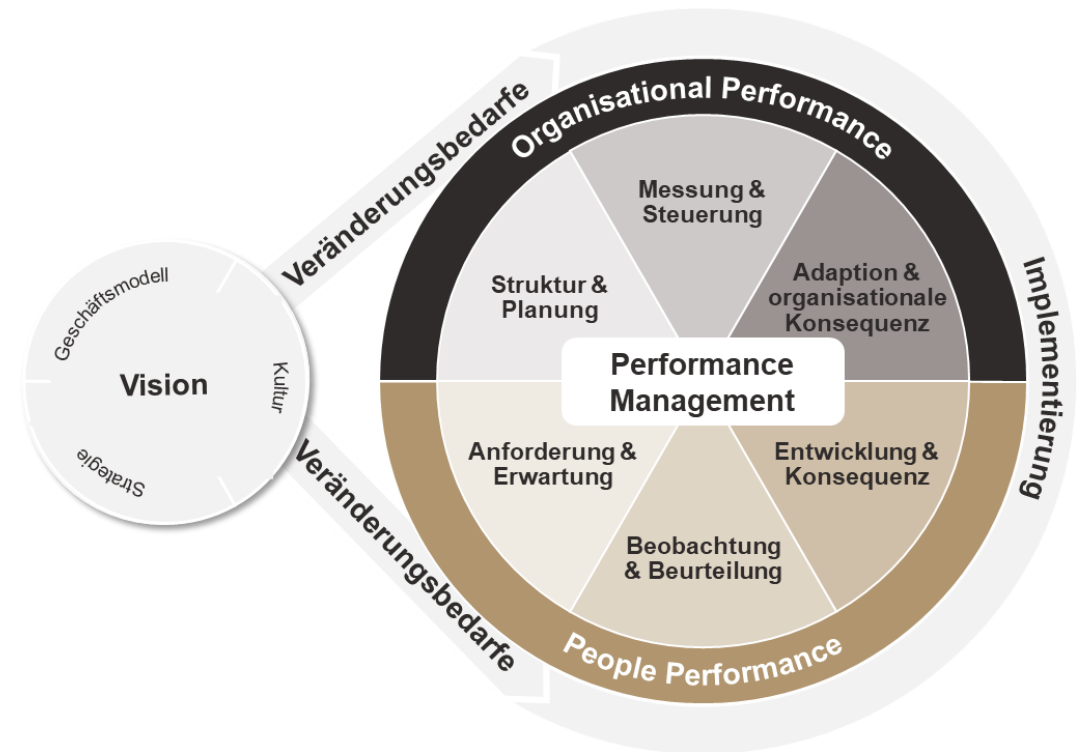 Geschäftsmodell
Vision
Kultur
Strategie
Veränderungsbedarfe
Veränderungsbedarfe
Organisational Performance
Messung &
Steuerung
Struktur &
Planung
Adaption &
organisationale
Konsequenz
Performance
Management
Anforderung &
Erwartung
Entwicklung &
Konsequenz
Beobachtung
& Beurteilung
People Performance
Implementierung